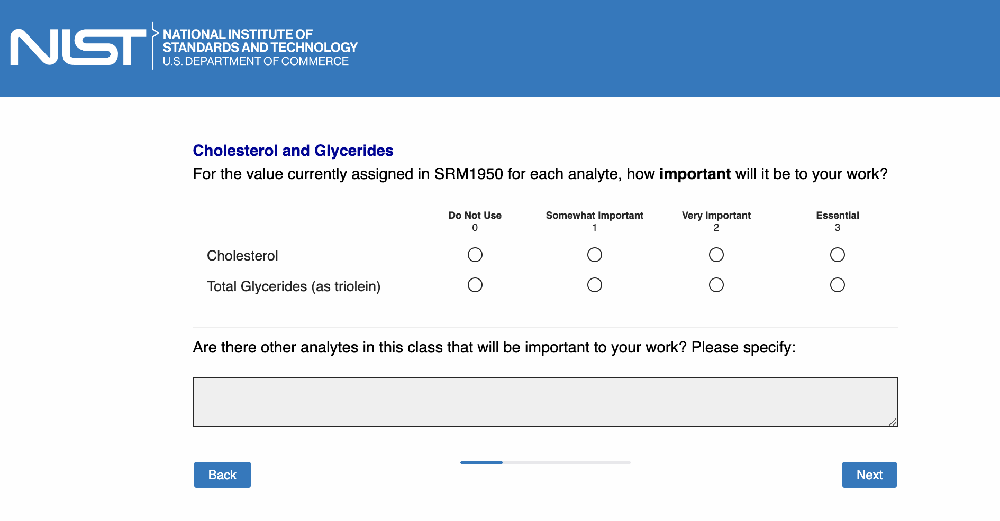 NIST
NATIONAL INSTITUTE OF
STANDARDS AND TECHNOLOGY
U.S. DEPARTMENT OF COMMERCE
Cholesterol and Glycerides
For the value currently assigned in SRM1950 for each analyte, how important will it be to your work?
Do Not Use Somewhat Important Very Important Essential
0 1 2 3
Cholesterol
Total Glycerides (as triolein)
Are there other analytes in this class that will be important to your work? Please specify:
Back Next